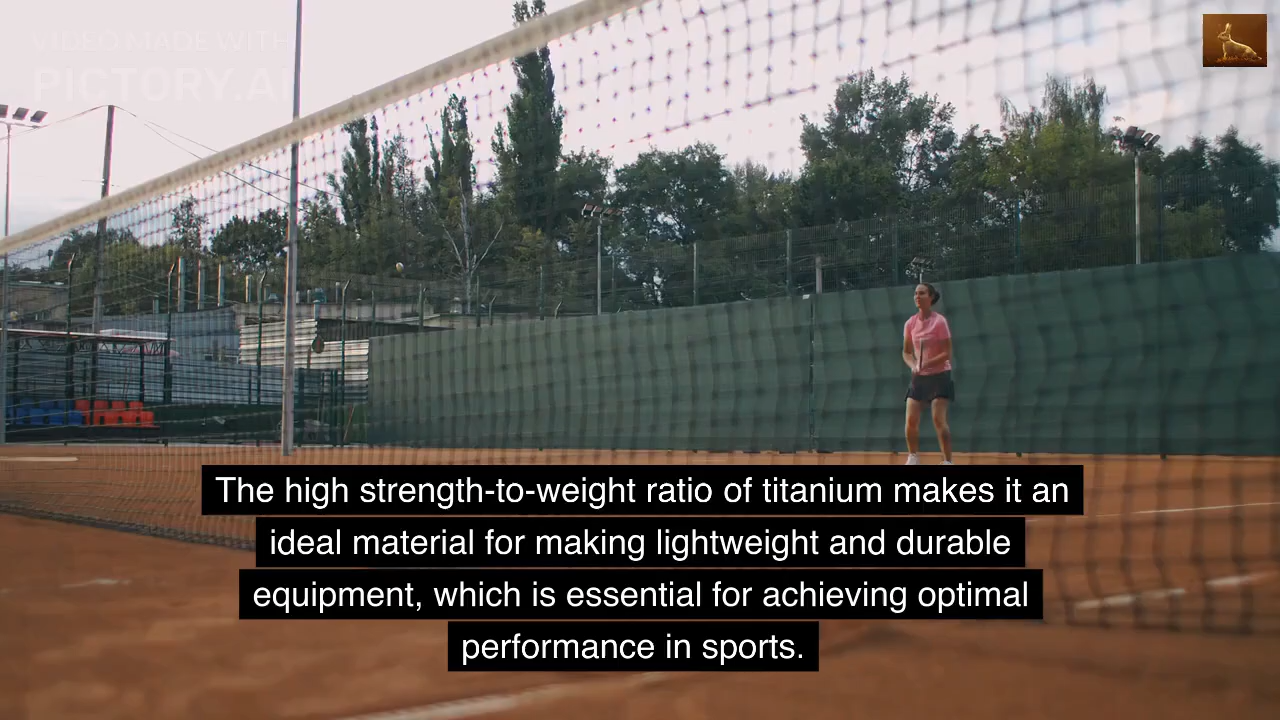 VIDEO MADE WITH
PICTORY.AI
The high strength-to-weight ratio of titanium makes it an
ideal material for making lightweight and durable
equipment, which is essential for achieving optimal
performance in sports.